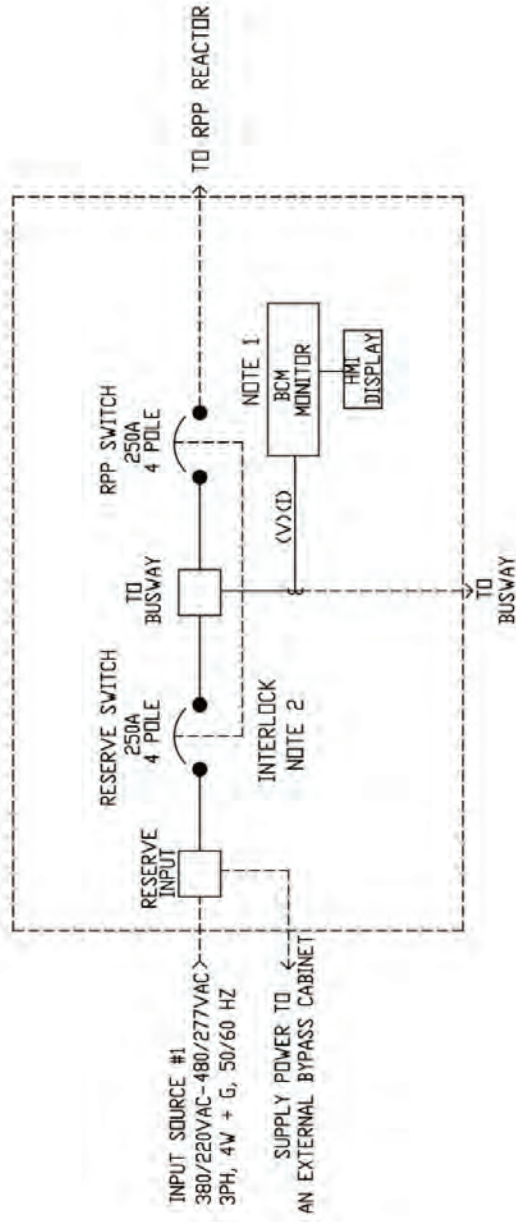 INPUT SOURCE #1
380/220VAC-480/277VAC
3PH, 4W + G, 50/60 HZ
SUPPLY POWER TO
AN EXTERNAL BYPASS CABINET
RESERVE
INPUT
RESERVE SWITCH
250A
4 POLE
INTERLOCK
NOTE 2
TO
BUSWAY
RPP SWITCH
250A
4 POLE
(V)(I)
NOTE 1
BCM
MONITOR
HMI
DISPLAY
TO
BUSWAY
TO RPP REACTOR